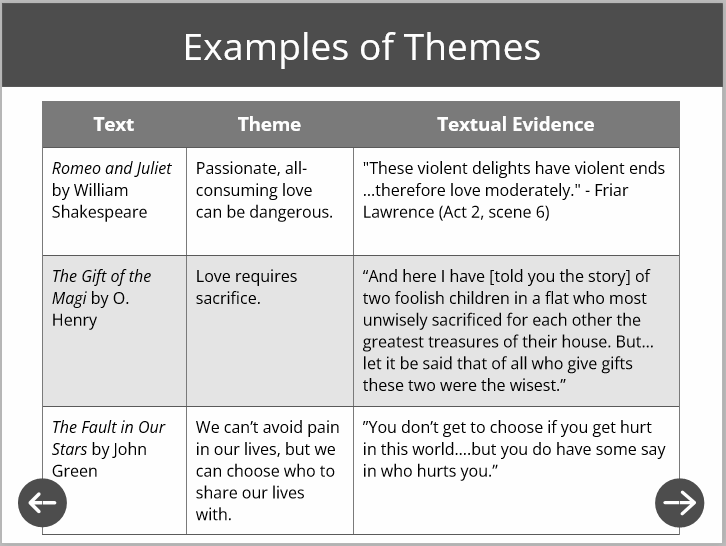 Examples of Themes
Text
Theme
Textual Evidence
Romeo and Juliet
by William
Shakespeare
Passionate, all-
consuming love
can be dangerous.
"These violent delights have violent ends
...therefore love moderately." - Friar
Lawrence (Act 2, scene 6)
The Gift of the
Magi by O.
Henry
Love requires
sacrifice.
“And here I have [told you the story] of
two foolish children in a flat who most
unwisely sacrificed for each other the
greatest treasures of their house. But...
let it be said that of all who give gifts
these two were the wisest.”
The Fault in Our
Stars by John
Green
We can’t avoid pain
in our lives, but we
can choose who to
share our lives
with.
”You don’t get to choose if you get hurt
in this world....but you do have some say
in who hurts you.”